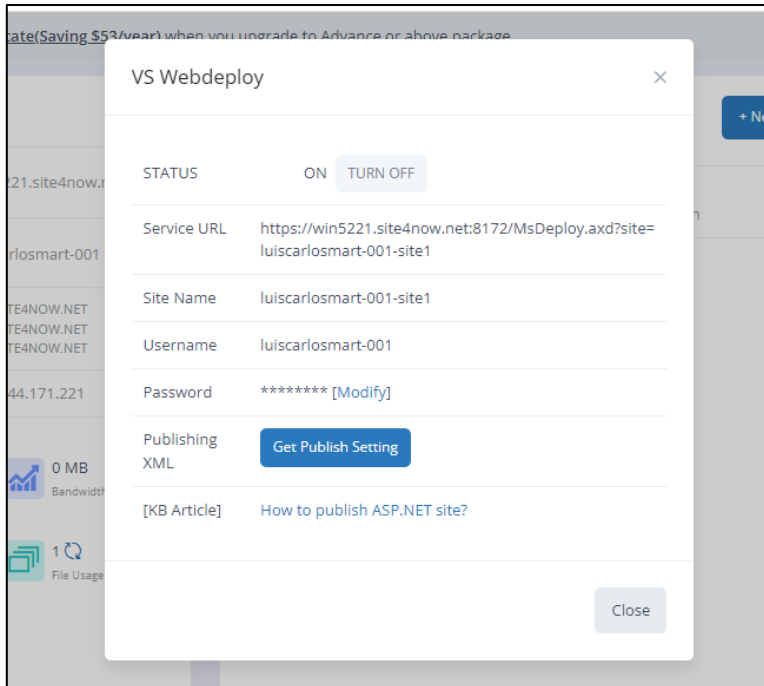 cate(Saving $53/year) when you upgrade to Advance or above package
VS Webdeploy
×
+ Ne
STATUS ON TURN OFF
221.site4now.n
Service URL https://win5221.site4now.net:8172/MsDeploy.axd?site=
luiscarlosmart-001-site1
rlosmart-001
Site Name luiscarlosmart-001-site1
TE4NOW.NET
TE4NOW.NET
TE4NOW.NET
Username luiscarlosmart-001
44.171.221
Password ******** [Modify]
Publishing
XML
Get Publish Setting
0 MB
Bandwidth
[KB Article] How to publish ASP.NET site?
1
File Usage
Close